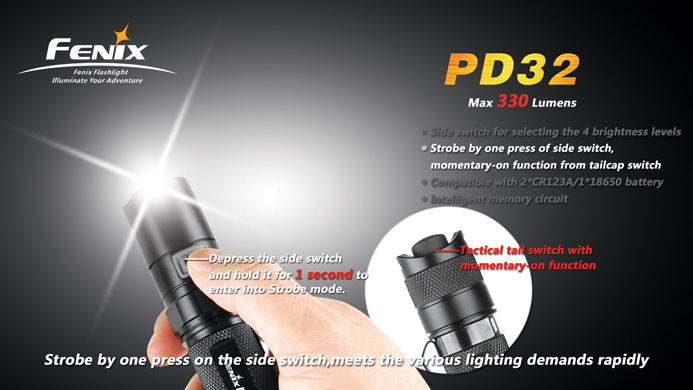 FENIX
Fenix Flashlight
Illuminate Your Adventure
PD32
Max 330 Lumens
• Side switch for selecting the 4 brightness levels
• Strobe by one press of side switch,
momentary-on function from tailcap switch
• Compatible with 2*CR123A/1*18650 battery
• Intelligent memory circuit
Depress the side switch
and hold it for 1 second to
enter into Strobe mode.
Tactical tail switch with
momentary-on function
FENIX
Strobe by one press on the side switch,meets the various lighting demands rapidly